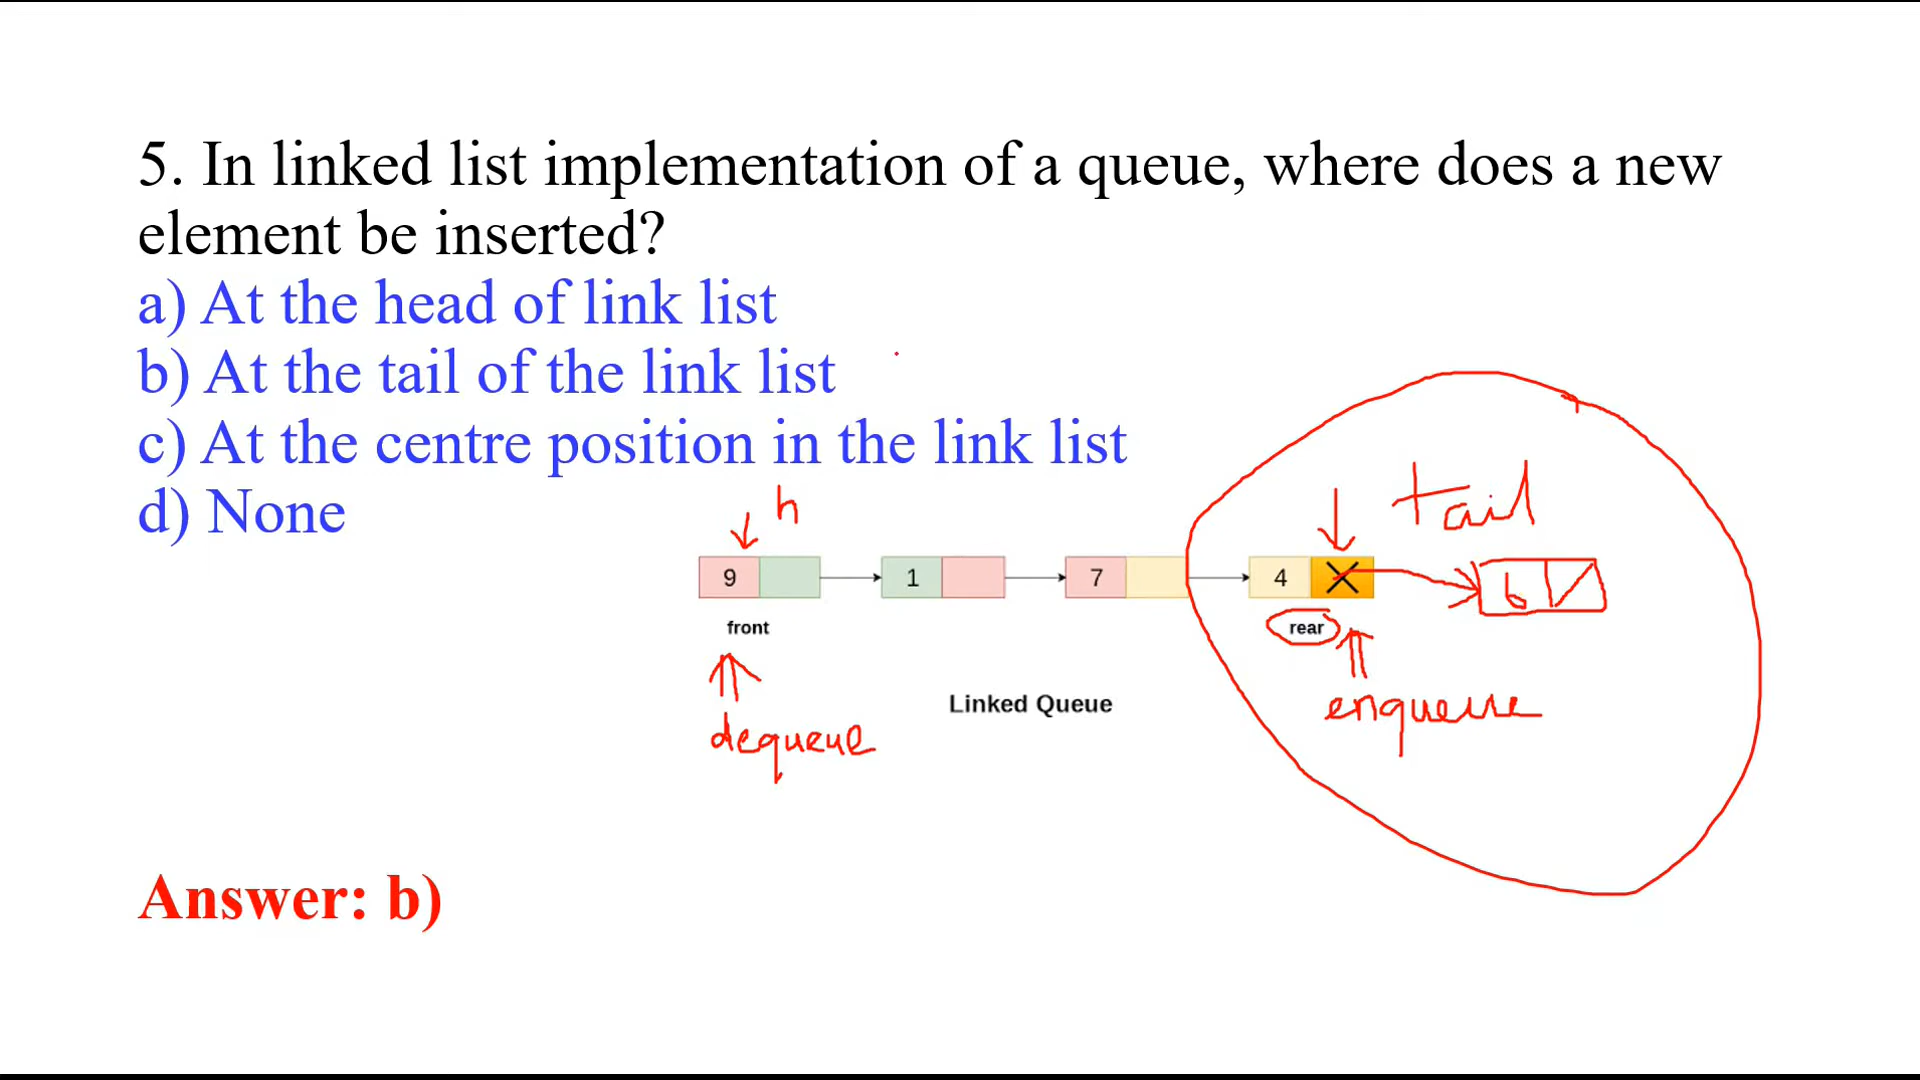 5. In linked list implementation of a queue, where does a new
element be inserted?
a) At the head of link list
b) At the tail of the link list
c) At the centre position in the link list
d) None
h
tail
9 1 7 4 6
front rear
dequeue Linked Queue enqueue
Answer: b)